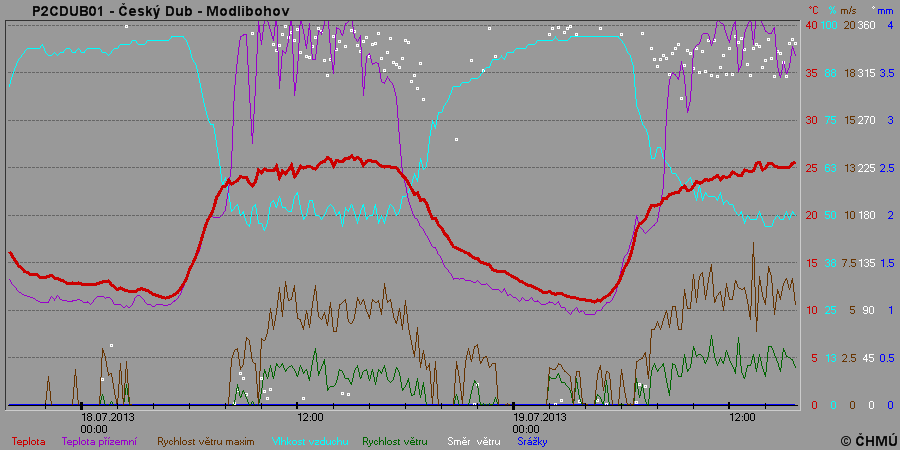 P2CDUB01 - Český Dub - Modlibohov
°C % m/s ° mm
40 100 20 360 4
35 88 18 315 3.5
30 75 15 270 3
25 63 13 225 2.5
20 50 10 180 2
15 38 7.5 135 1.5
10 25 5 90 1
5 13 2.5 45 0.5
0 0 0 0 0
18.07.2013 12:00 19.07.2013 12:00
00:00 00:00
Teplota Teplota přízemní Rychlost větru maxim Vlhkost vzduchu Rychlost větru Směr větru Srážky © ČHMÚ